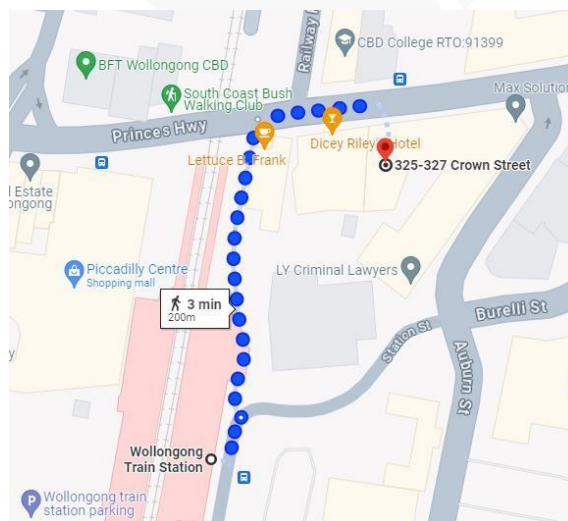 BFT Wollongong CBD
South Coast Bush
Walking Club
Princes Hwy
CBD College RTO:91399
Max Solution
Dicey Riley's Hotel
Lettuce B. Frank
325-327 Crown Street
l Estate
ongong
Piccadilly Centre
Shopping mall
LY Criminal Lawyers
3 min
200m
Burelli St
Station St
Auburn St
Wollongong
Train Station
Wollongong train
station parking
P
y
Railway